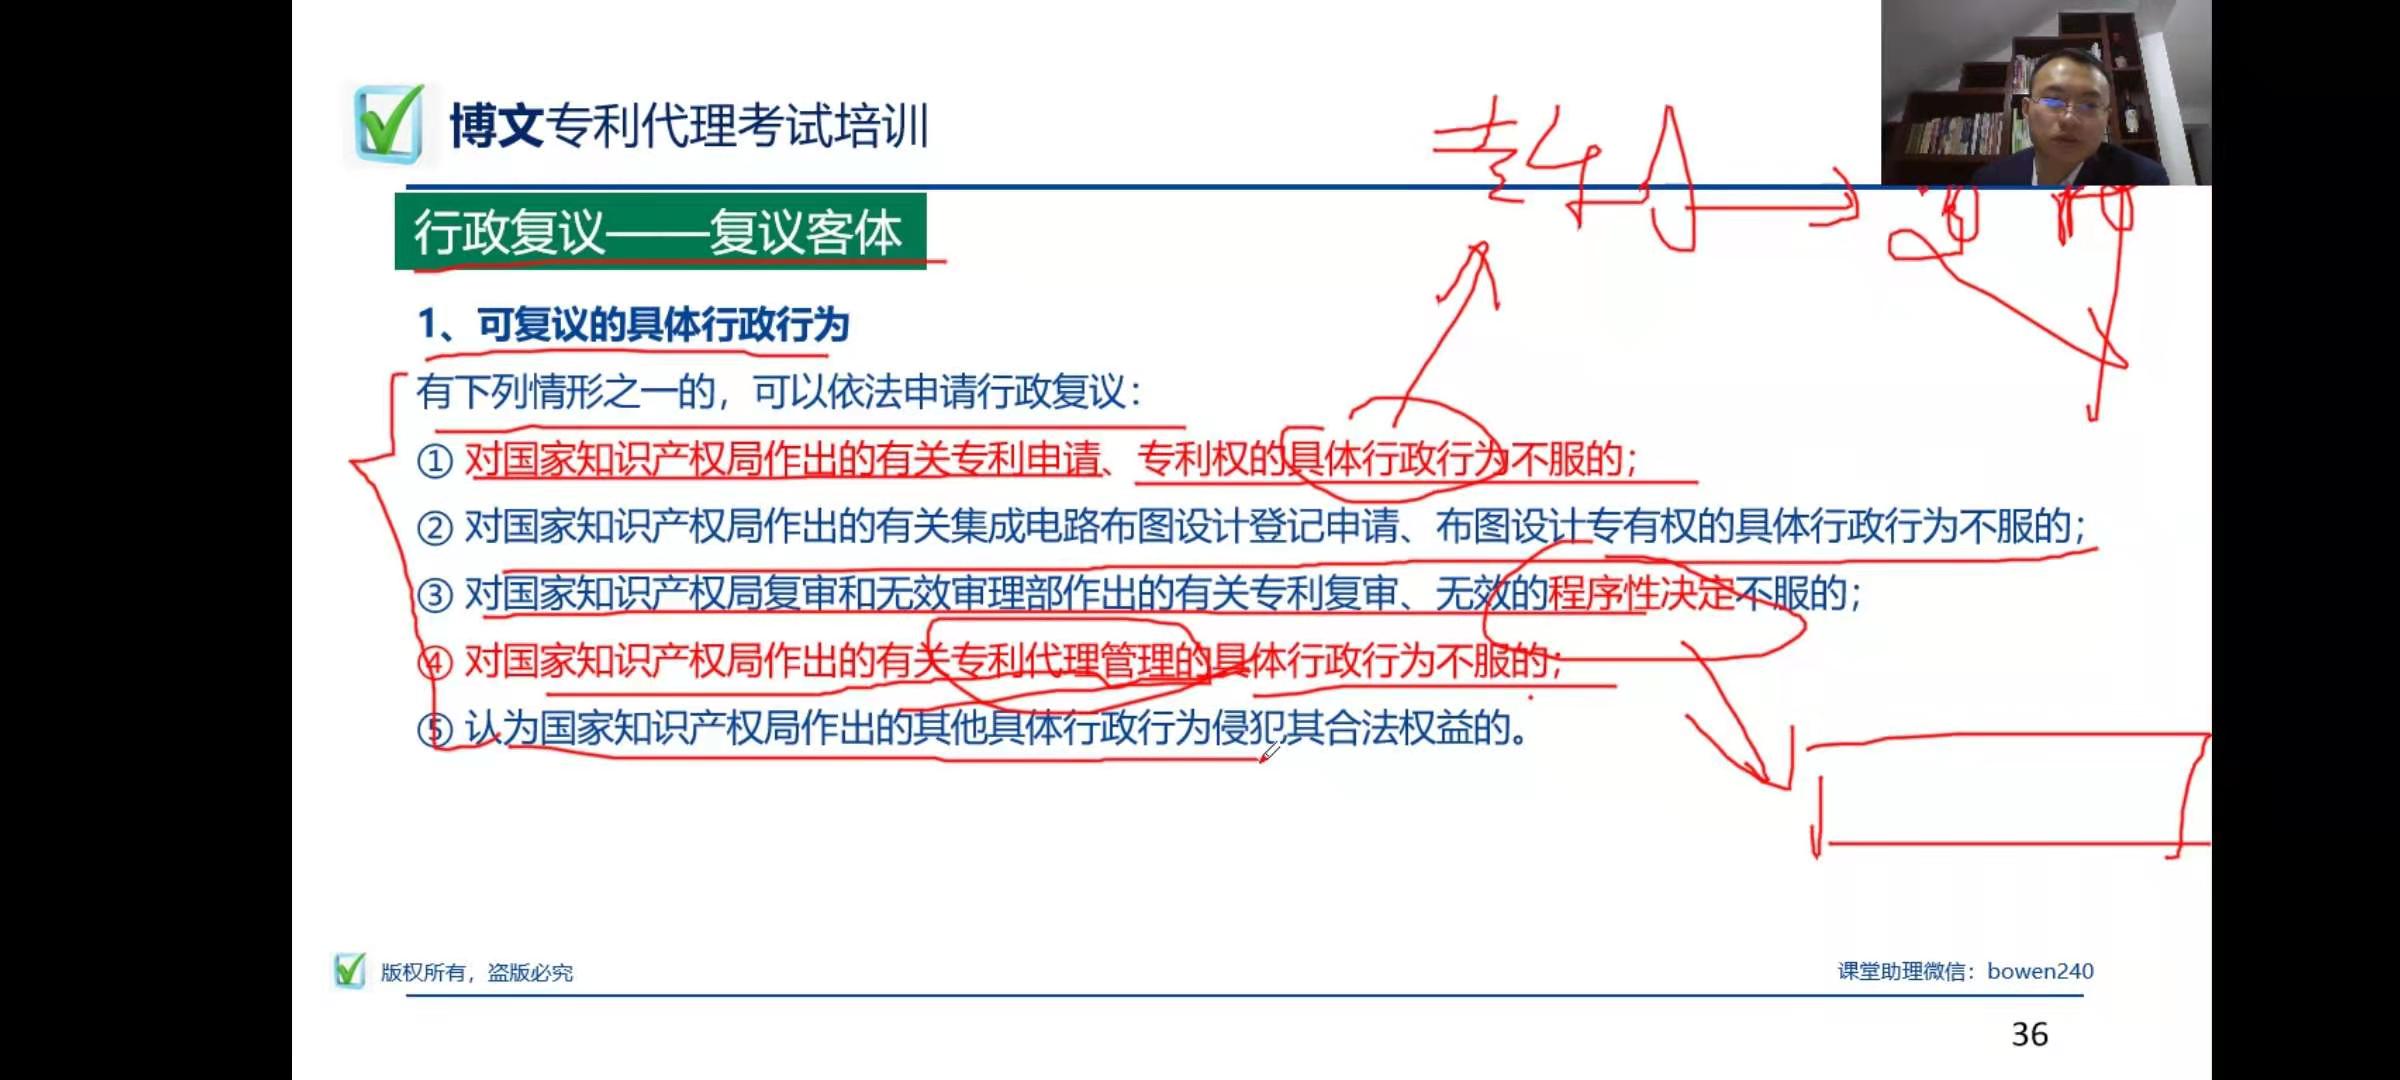 博文专利代理考试培训
行政复议——复议客体
1、可复议的具体行政行为
有下列情形之一的，可以依法申请行政复议：
① 对国家知识产权局作出的有关专利申请、专利权的具体行政行为不服的；
② 对国家知识产权局作出的有关集成电路布图设计登记申请、布图设计专有权的具体行政行为不服的；
③ 对国家知识产权局复审和无效审理部作出的有关专利复审、无效的程序性决定不服的；
④ 对国家知识产权局作出的有关专利代理管理的具体行政行为不服的；
⑤ 认为国家知识产权局作出的其他具体行政行为侵犯其合法权益的。
版权所有，盗版必究
课堂助理微信：bowen240
36